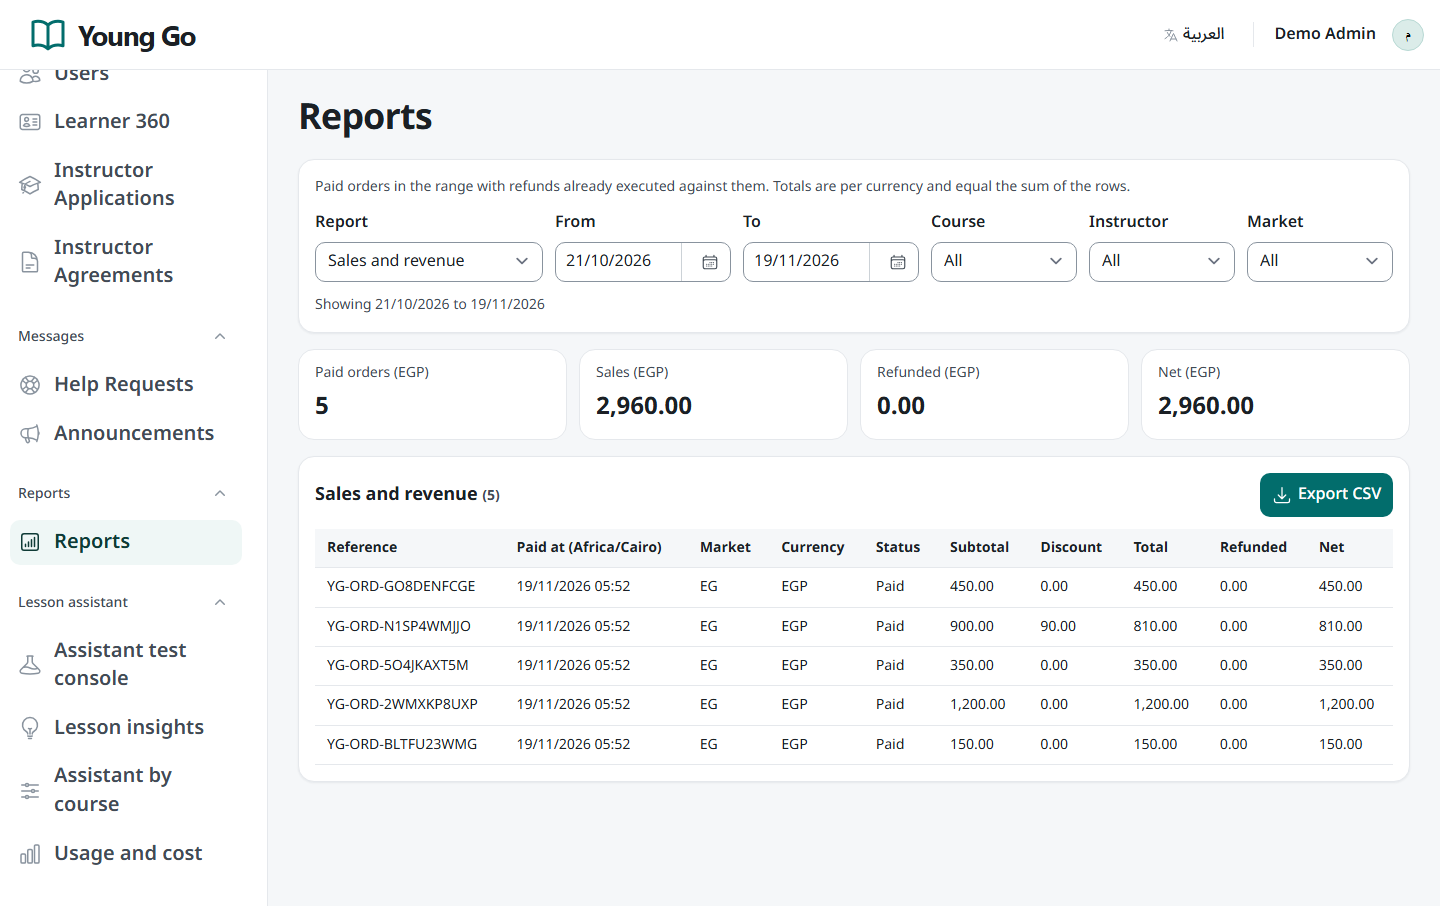 Young Go
العربية
Demo Admin
م
Users
Learner 360
Instructor
Applications
Instructor
Agreements
Messages
Help Requests
Announcements
Reports
Reports
Lesson assistant
Assistant test
console
Lesson insights
Assistant by
course
Usage and cost
Reports
Paid orders in the range with refunds already executed against them. Totals are per currency and equal the sum of the rows.
Report From To Course Instructor Market
Sales and revenue 21/10/2026 19/11/2026 All All All
Showing 21/10/2026 to 19/11/2026
Paid orders (EGP) Sales (EGP) Refunded (EGP) Net (EGP)
5 2,960.00 0.00 2,960.00
Sales and revenue (5) Export CSV
Reference Paid at (Africa/Cairo) Market Currency Status Subtotal Discount Total Refunded Net
YG-ORD-GO8DENFCGE 19/11/2026 05:52 EG EGP Paid 450.00 0.00 450.00 0.00 450.00
YG-ORD-N1SP4WMJJO 19/11/2026 05:52 EG EGP Paid 900.00 90.00 810.00 0.00 810.00
YG-ORD-5O4JKAXT5M 19/11/2026 05:52 EG EGP Paid 350.00 0.00 350.00 0.00 350.00
YG-ORD-2WMXKP8UXP 19/11/2026 05:52 EG EGP Paid 1,200.00 0.00 1,200.00 0.00 1,200.00
YG-ORD-BLTFU23WMG 19/11/2026 05:52 EG EGP Paid 150.00 0.00 150.00 0.00 150.00